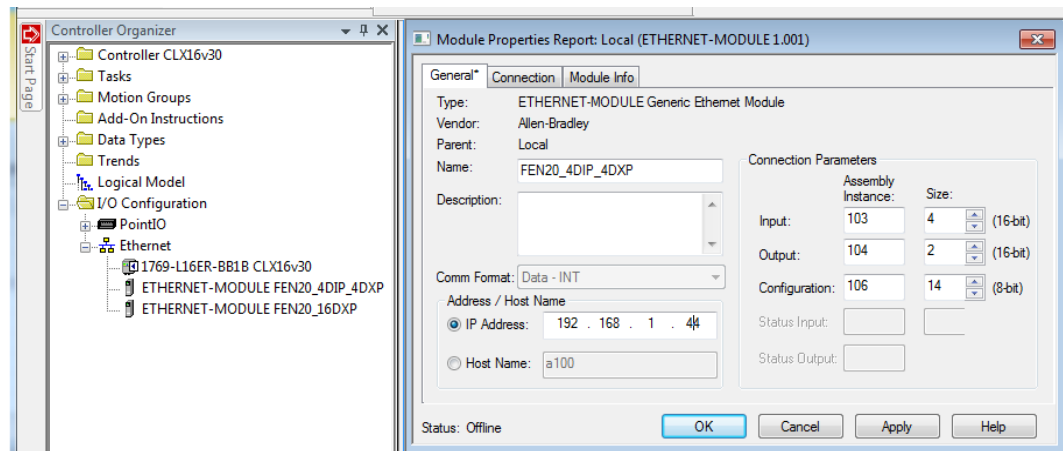 Start Page
Controller Organizer
Controller CLX16v30
Tasks
Motion Groups
Add-On Instructions
Data Types
Trends
Logical Model
I/O Configuration
PointIO
Ethernet
1769-L16ER-BB1B CLX16v30
ETHERNET-MODULE FEN20_4DIP_4DXP
ETHERNET-MODULE FEN20_16DXP
Module Properties Report: Local (ETHERNET-MODULE 1.001)
General* Connection Module Info
Type: ETHERNET-MODULE Generic Ethernet Module
Vendor: Allen-Bradley
Parent: Local
Name: FEN20_4DIP_4DXP
Description:
Comm Format: Data - INT
Address / Host Name
IP Address: 192 . 168 . 1 . 44
Host Name: a100
Connection Parameters
Assembly Instance: Size:
Input: 103 4 (16-bit)
Output: 104 2 (16-bit)
Configuration: 106 14 (8-bit)
Status Input:
Status Output:
Status: Offline
OK Cancel Apply Help